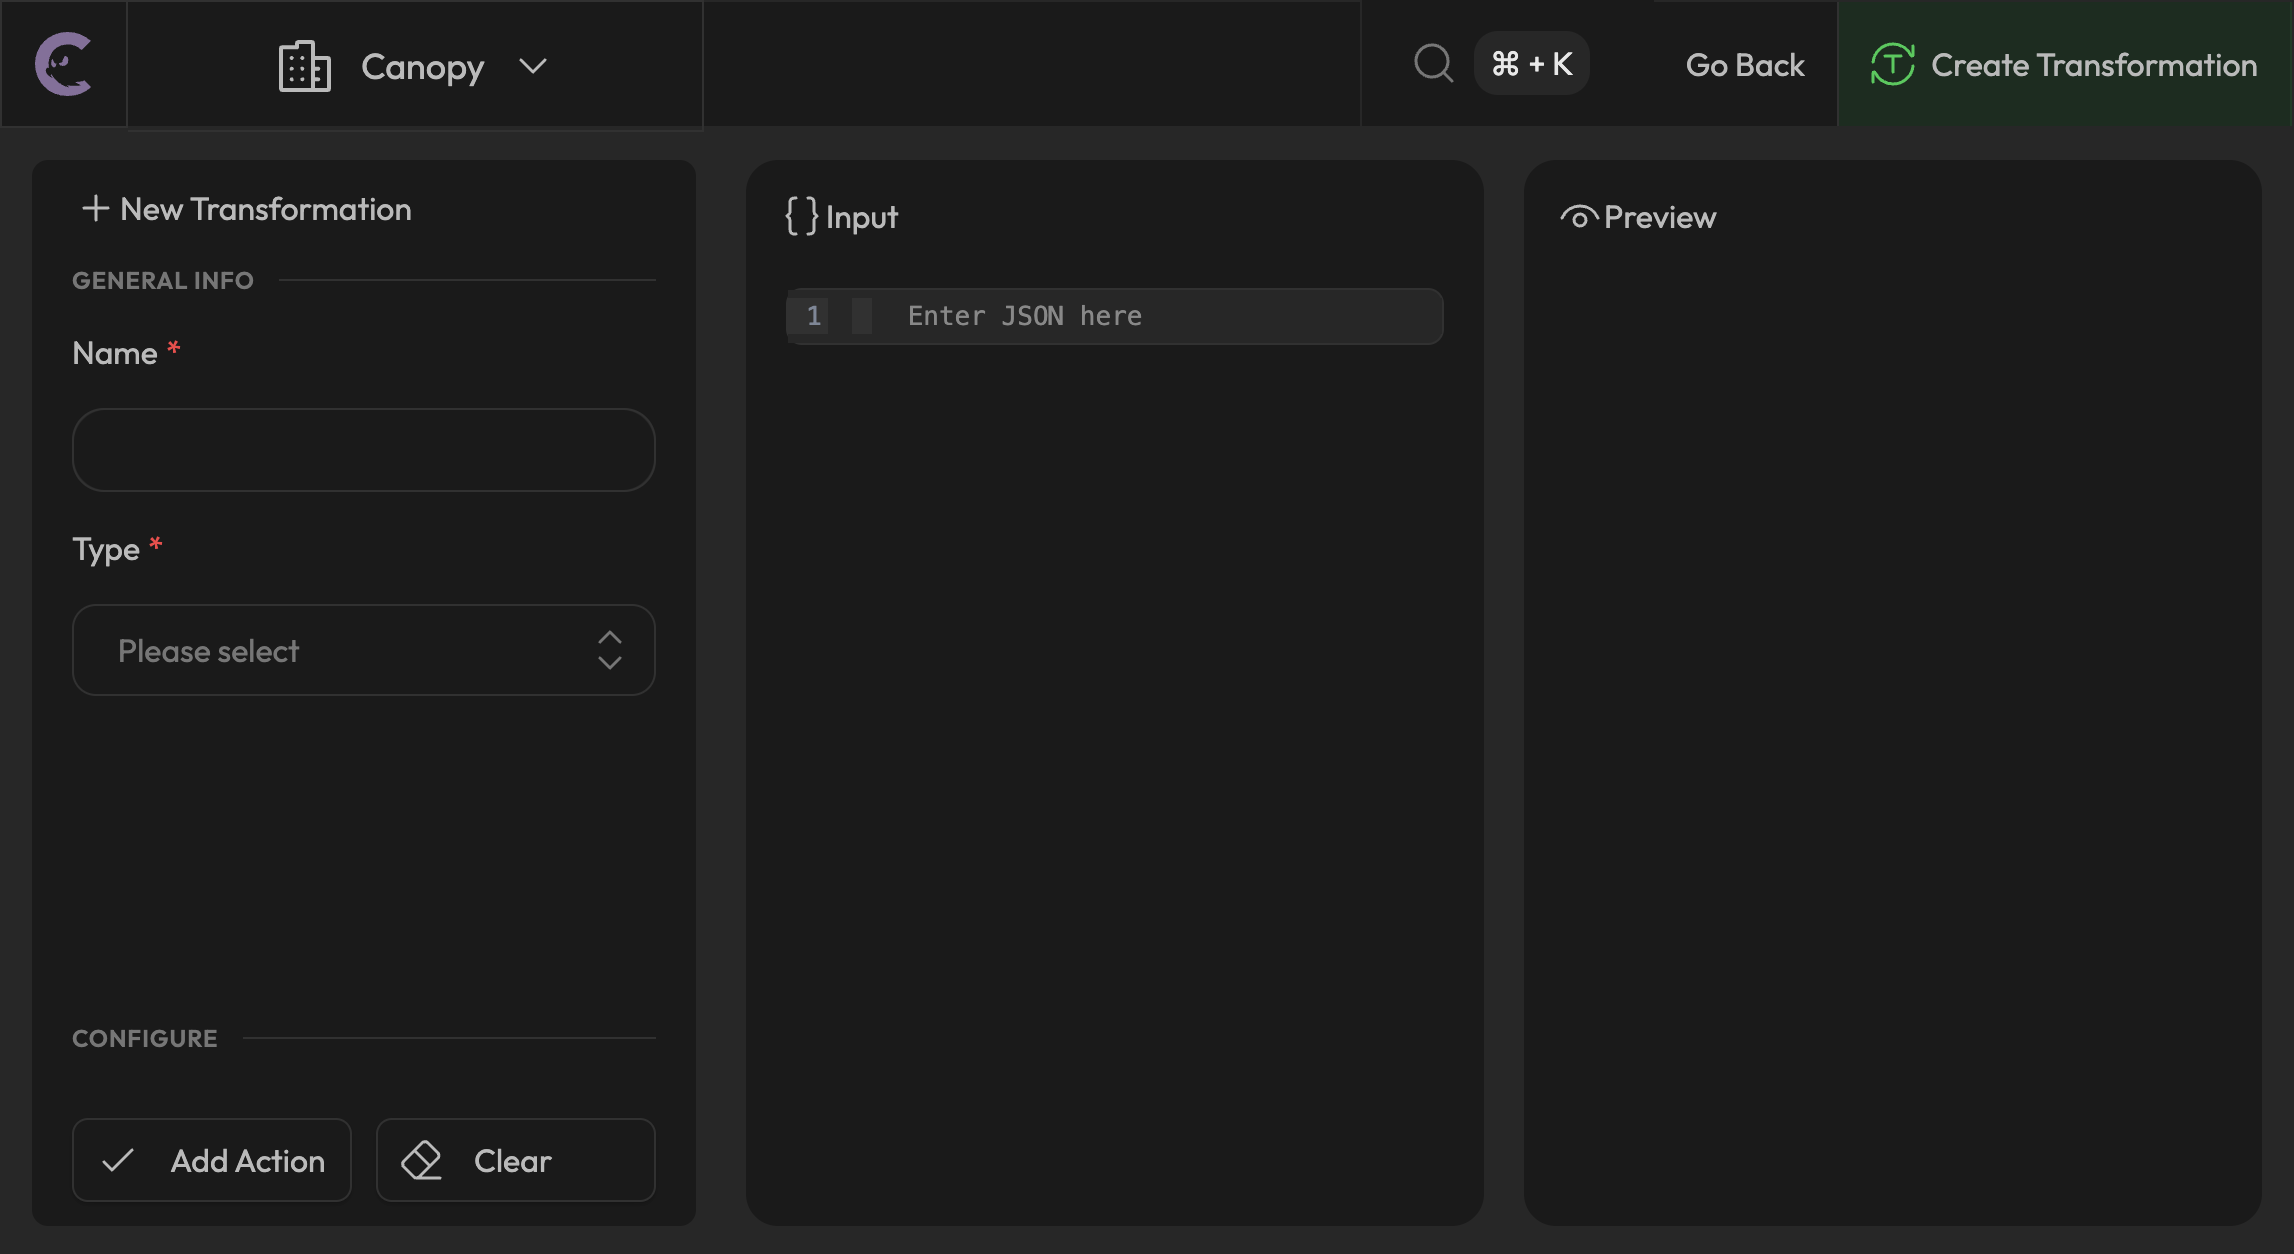 Canopy
⌘ + K
Go Back
Create Transformation
New Transformation
GENERAL INFO
Name *
Type *
Please select
CONFIGURE
Add Action
Clear
{ } Input
1 Enter JSON here
Preview